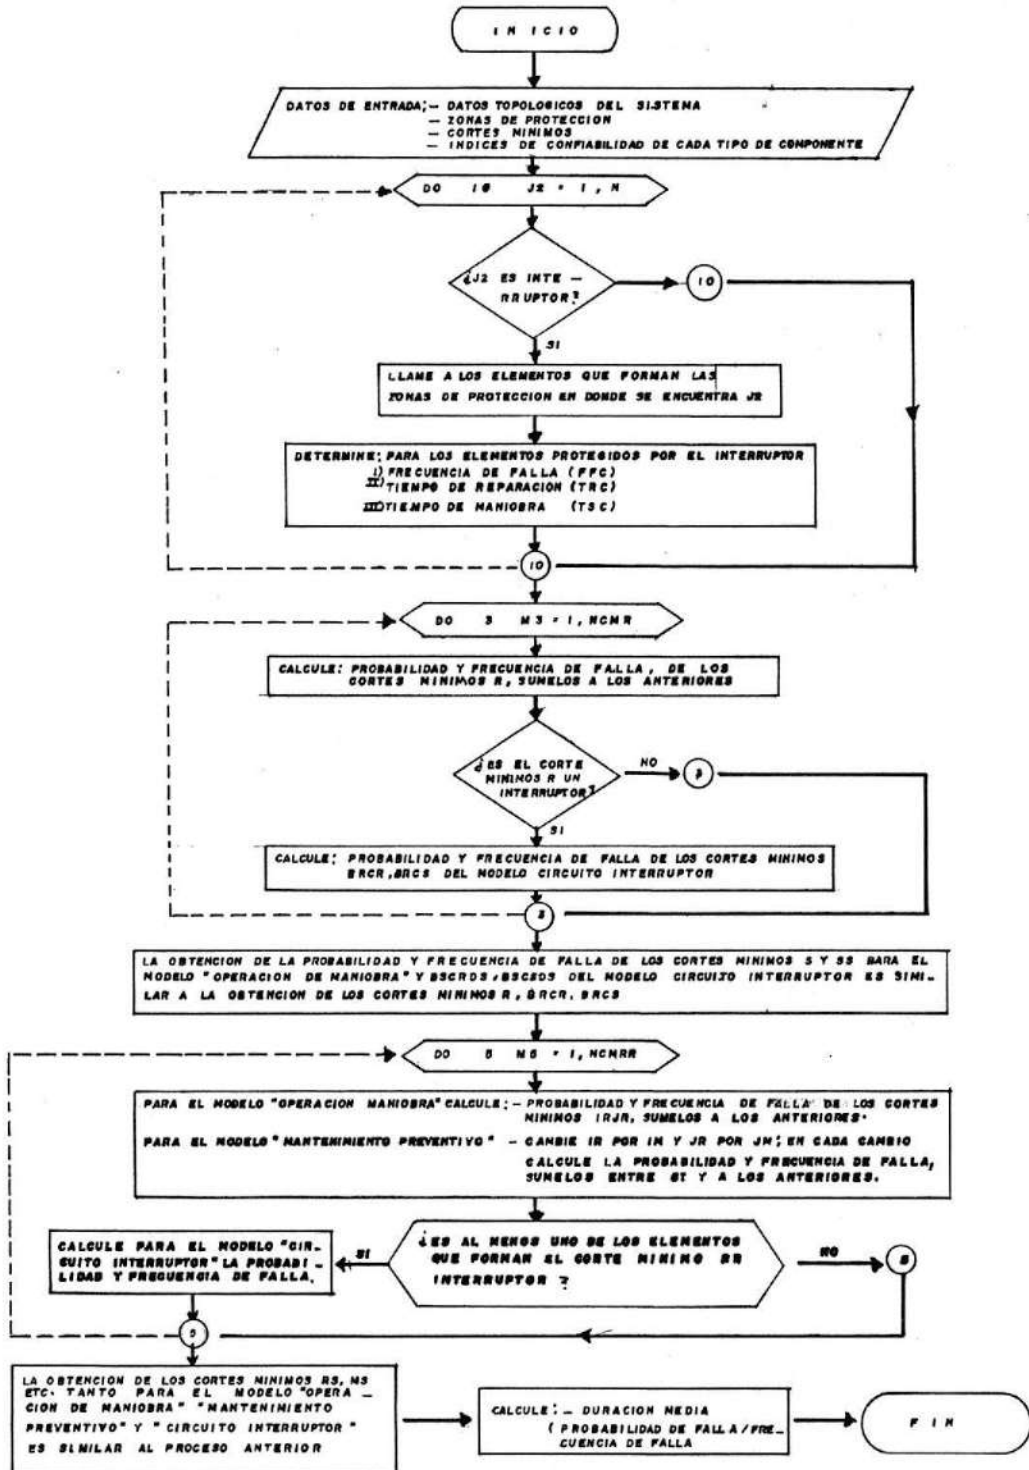 INICIO
DATOS DE ENTRADA; — DATOS TOPOLOGICOS DEL SISTEMA
— ZONAS DE PROTECCION
— CORTES MINIMOS
— INDICES DE CONFIABILIDAD DE CADA TIPO DE COMPONENTE
DO 10 J2 = 1, N
¿J2 ES INTE —
RRUPTOR?
10
SI
LLAME A LOS ELEMENTOS QUE FORMAN LAS
ZONAS DE PROTECCION EN DONDE SE ENCUENTRA J2
DETERMINE; PARA LOS ELEMENTOS PROTEGIDOS POR EL INTERRUPTOR
I) FRECUENCIA DE FALLA (FFC)
II) TIEMPO DE REPARACION (TRC)
III) TIEMPO DE MANIOBRA (TSC)
10
DO 3 M3 = 1, NCMR
CALCULE: PROBABILIDAD Y FRECUENCIA DE FALLA, DE LOS
CORTES MINIMOS R, SUMELOS A LOS ANTERIORES
¿ES EL CORTE
MINIMOS R UN
INTERRUPTOR?
NO
3
SI
CALCULE; PROBABILIDAD Y FRECUENCIA DE FALLA DE LOS CORTES MINIMOS
BRCR, BRCS DEL MODELO CIRCUITO INTERRUPTOR
3
LA OBTENCION DE LA PROBABILIDAD Y FRECUENCIA DE FALLA DE LOS CORTES MINIMOS S Y SS BARA EL
MODELO "OPERACION DE MANIOBRA" Y BSCRDS, BSCSDS DEL MODELO CIRCUITO INTERRUPTOR ES SIMI—
LAR A LA OBTENCION DE LOS CORTES MINIMOS R, BRCR, BRCS
DO 5 M5 = 1, NCMRR
PARA EL MODELO "OPERACION MANIOBRA" CALCULE; — PROBABILIDAD Y FRECUENCIA DE FALLA DE LOS CORTES
MINIMOS IRJR, SUMELOS A LOS ANTERIORES.
PARA EL MODELO "MANTENIMIENTO PREVENTIVO" — CAMBIE IR POR IM Y JR POR JM; EN CADA CAMBIO
CALCULE LA PROBABILIDAD Y FRECUENCIA DE FALLA,
SUMELOS ENTRE SI Y A LOS ANTERIORES.
¿ES AL MENOS UNO DE LOS ELEMENTOS
QUE FORMAN EL CORTE MINIMO RR
INTERRUPTOR ?
SI
NO
5
CALCULE PARA EL MODELO "CIR—
CUITO INTERRUPTOR" LA PROBABI—
LIDAD Y FRECUENCIA DE FALLA.
5
LA OBTENCION DE LOS CORTES MINIMOS RS, MS
ETC. TANTO PARA EL MODELO "OPERA —
CION DE MANIOBRA" "MANTENIMIENTO
PREVENTIVO" Y "CIRCUITO INTERRUPTOR"
ES SIMILAR AL PROCESO ANTERIOR
CALCULE: — DURACION MEDIA
( PROBABILIDAD DE FALLA/FRE—
CUENCIA DE FALLA
FIN